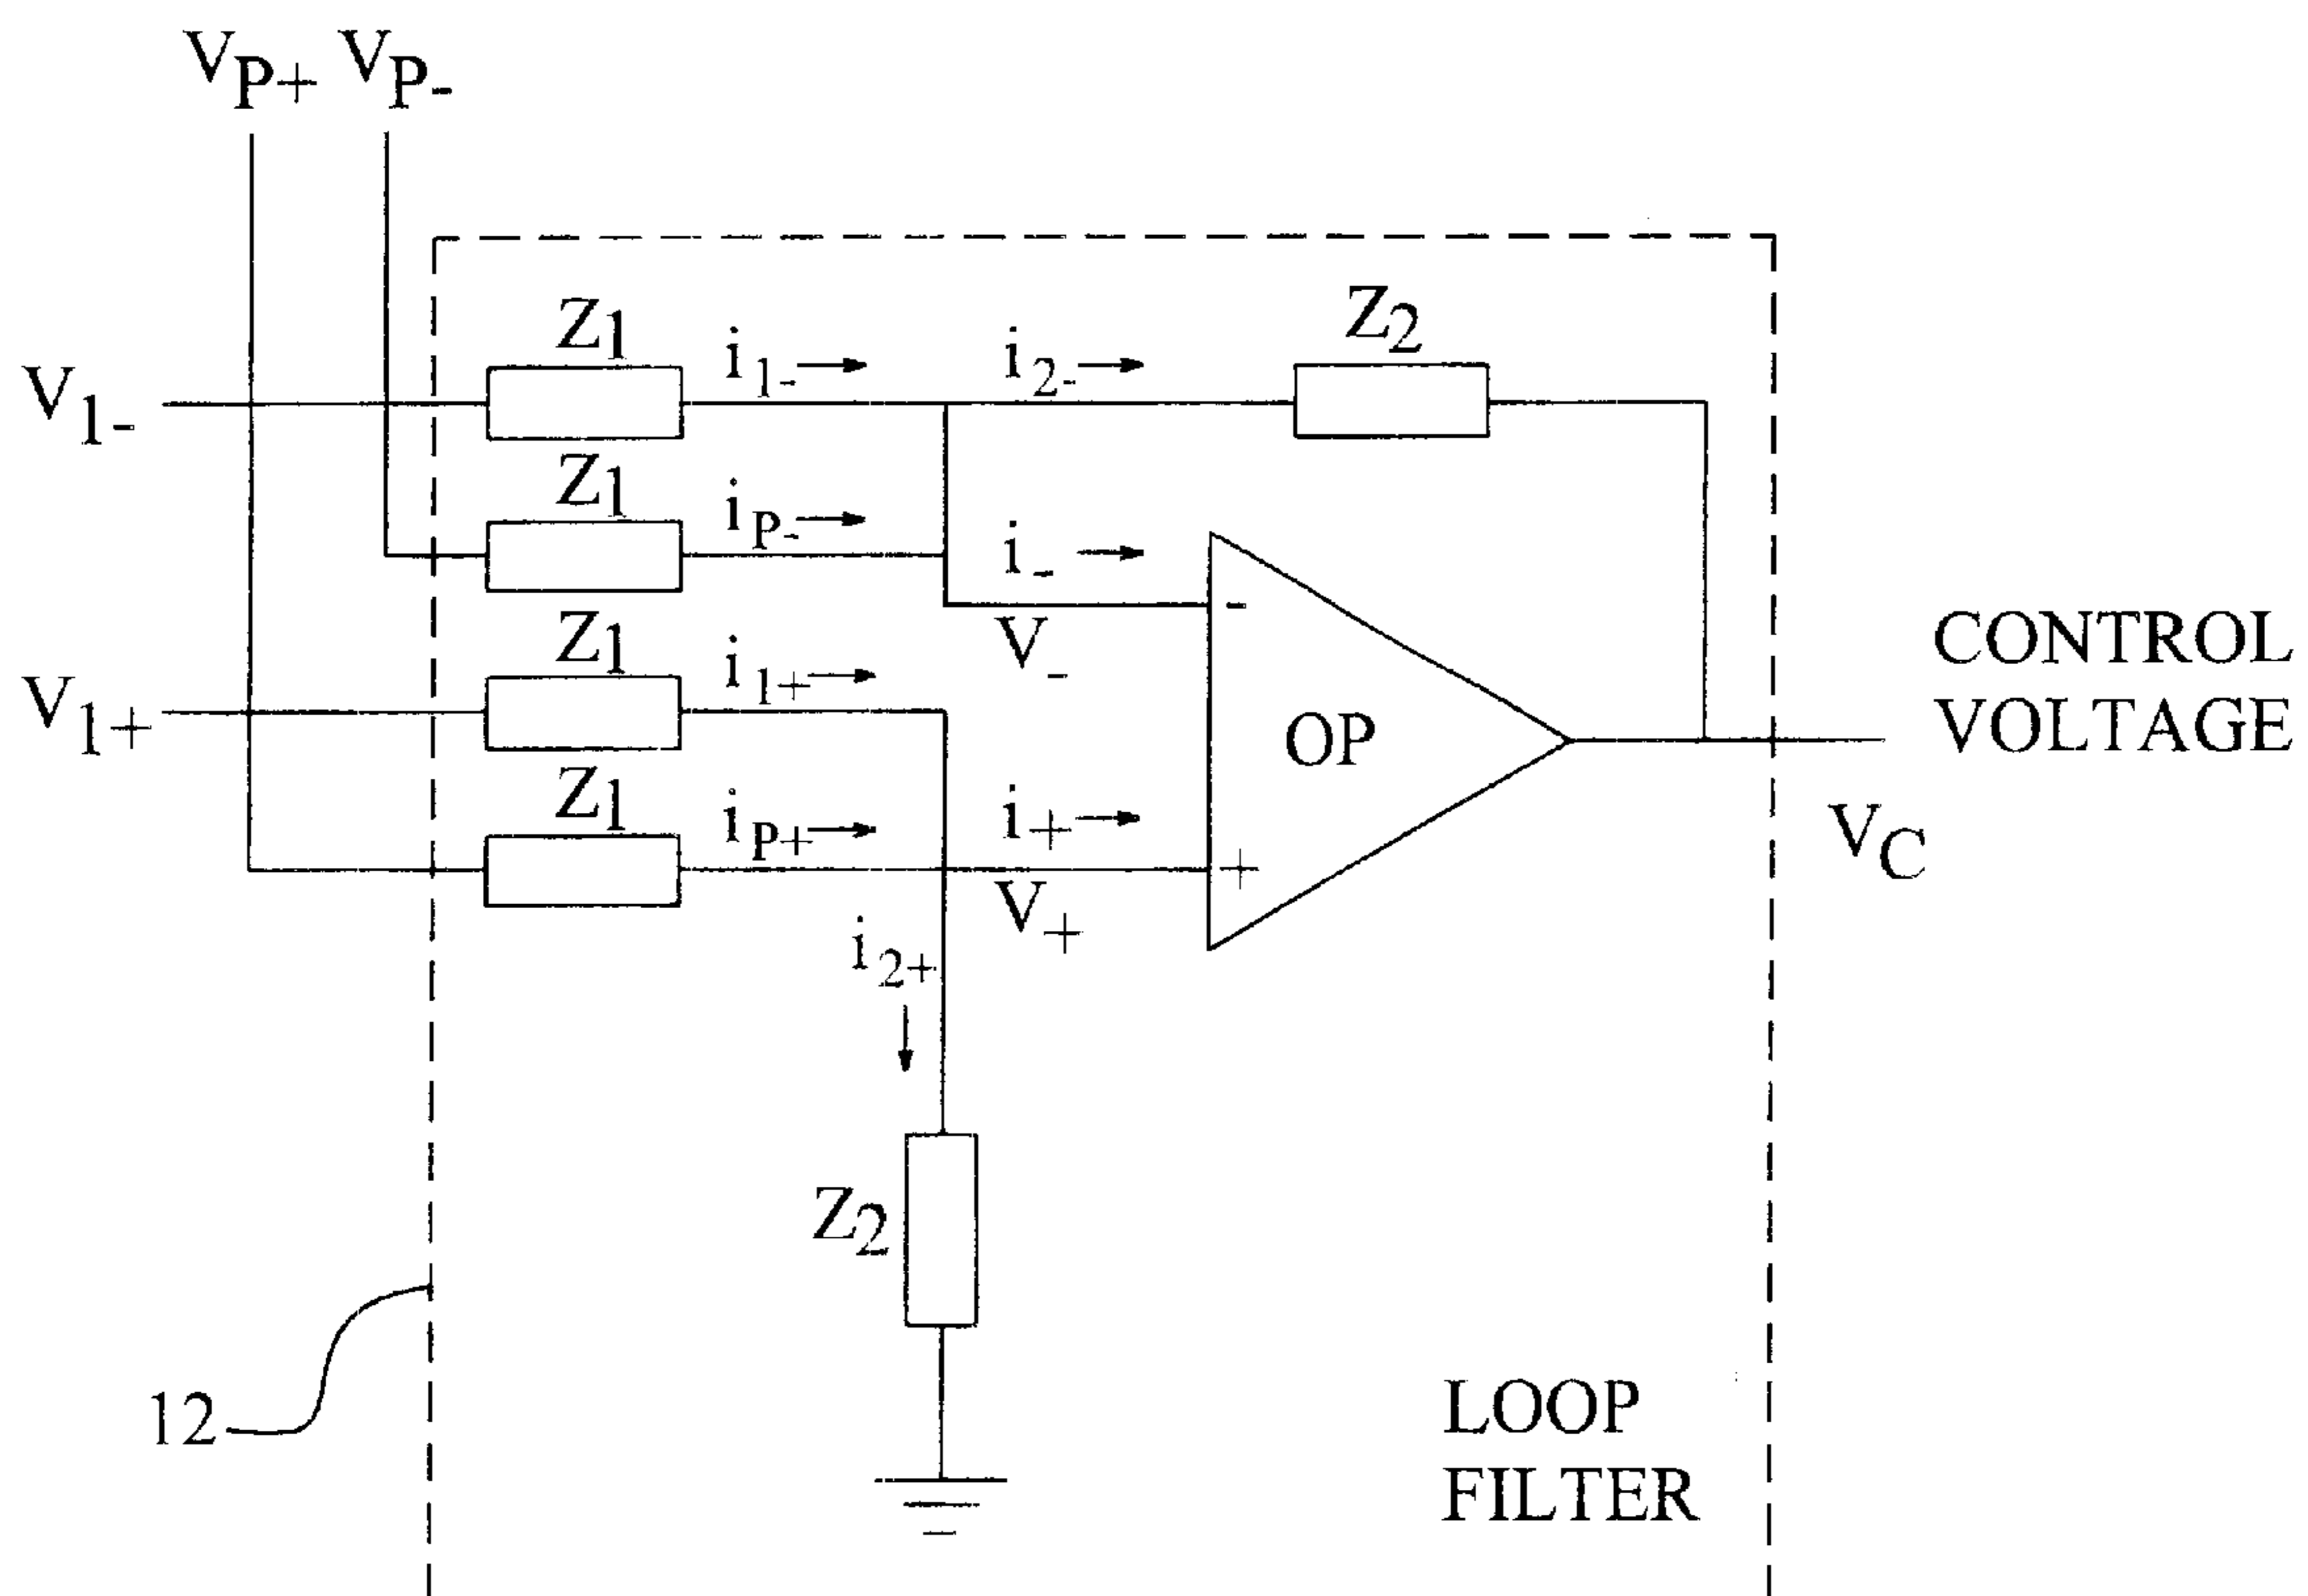 VP+ VP-
Z1 i1- i2- Z2
V1-
Z1 iP- i-
V-
Z1 i1+
V1+
OP
CONTROL
VOLTAGE
Z1 iP+ i+
VC
V+
i2+
Z2
12
LOOP
FILTER
- +